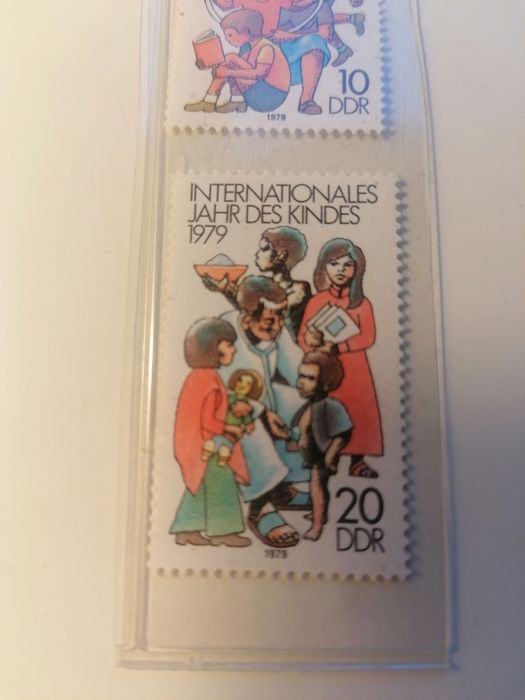 10
DDR
1979
INTERNATIONALES
JAHR DES KINDES
1979
20
DDR
1979